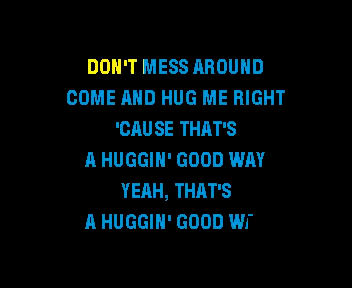 DON'T MESS AROUND
COME AND HUG ME RIGHT
'CAUSE THAT'S
A HUGGIN' GOOD WAY
YEAH, THAT'S
A HUGGIN' GOOD